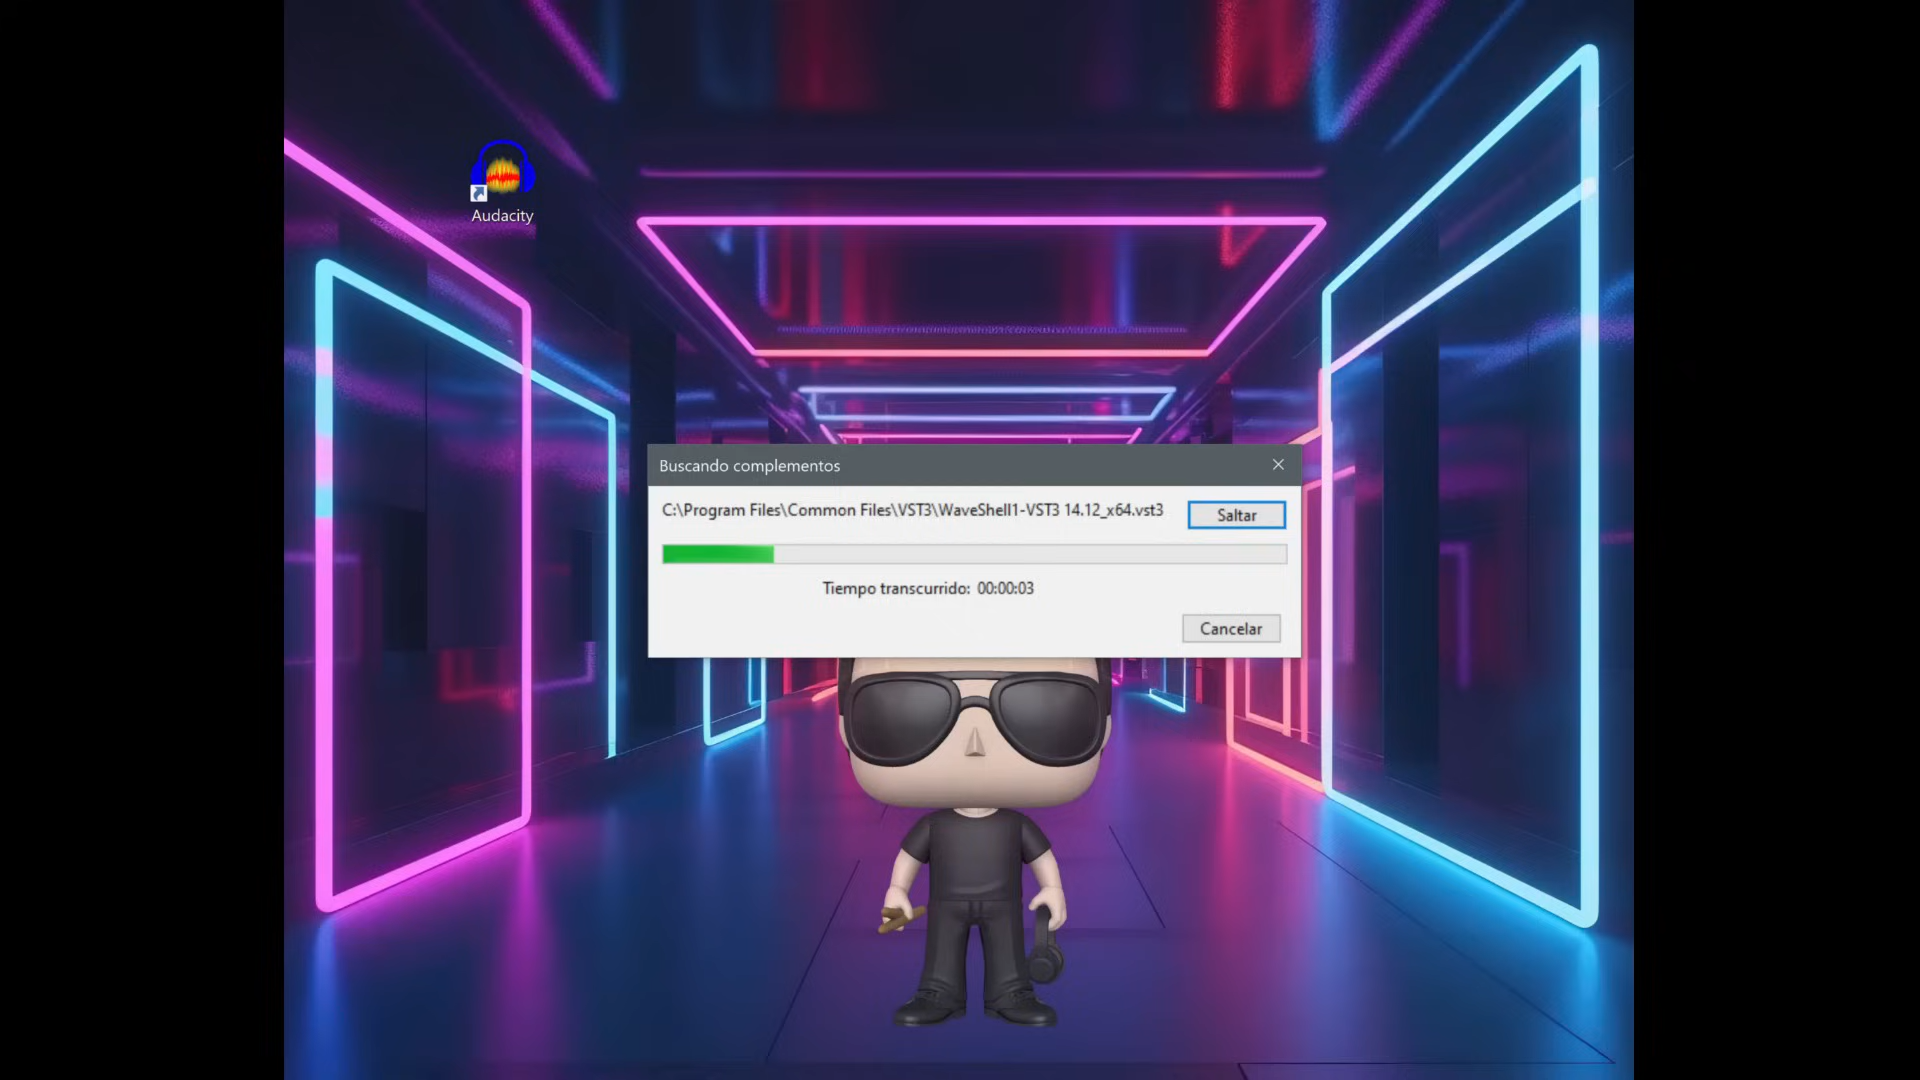 Audacity
Buscando complementos
C:\Program Files\Common Files\VST3\WaveShell1-VST3 14.12_x64.vst3
Saltar
Tiempo transcurrido: 00:00:03
Cancelar